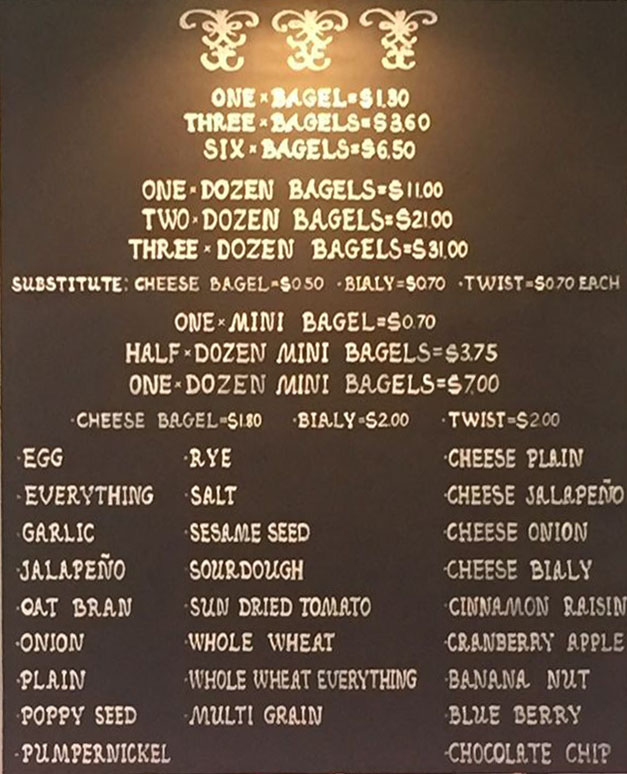 ONE × BAGEL=$1.30
THREE × BAGELS=$3.60
SIX × BAGELS=$6.50
ONE × DOZEN BAGELS=$11.00
TWO × DOZEN BAGELS=$21.00
THREE × DOZEN BAGELS=$31.00
SUBSTITUTE: CHEESE BAGEL=$0.50 ·BIALY=$0.70 ·TWIST=$0.70 EACH
ONE × MINI BAGEL=$0.70
HALF × DOZEN MINI BAGELS=$3.75
ONE × DOZEN MINI BAGELS=$7.00
·CHEESE BAGEL=$1.80 ·BIALY=$2.00 ·TWIST=$2.00
·EGG
·EVERYTHING
·GARLIC
·JALAPEÑO
·OAT BRAN
·ONION
·PLAIN
·POPPY SEED
·PUMPERNICKEL
·RYE
·SALT
·SESAME SEED
·SOURDOUGH
·SUN DRIED TOMATO
·WHOLE WHEAT
·WHOLE WHEAT EVERYTHING
·MULTI GRAIN
·CHEESE PLAIN
·CHEESE JALAPEÑO
·CHEESE ONION
·CHEESE BIALY
·CINNAMON RAISIN
·CRANBERRY APPLE
·BANANA NUT
·BLUE BERRY
·CHOCOLATE CHIP